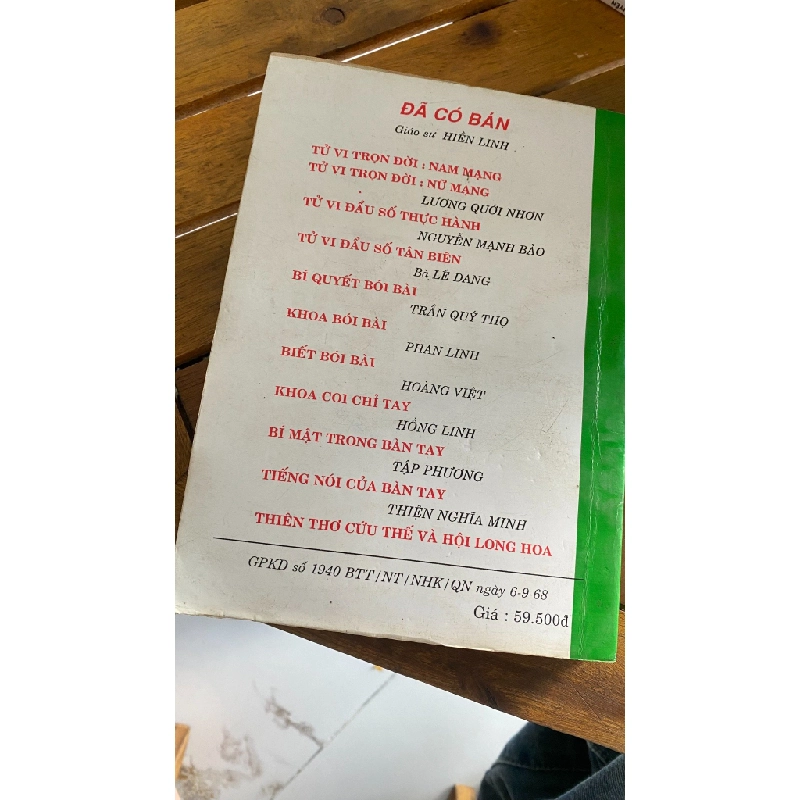 ĐÃ CÓ BÁN
Giáo sư HIỀN LINH
TỬ VI TRỌN ĐỜI : NAM MẠNG
TỬ VI TRỌN ĐỜI : NỮ MẠNG
LƯƠNG QUỚI NHƠN
TỬ VI ĐẨU SỐ THỰC HÀNH
NGUYỄN MẠNH BẢO
TỬ VI ĐẨU SỐ TÂN BIÊN
Bà LÊ DANG
BÍ QUYẾT BÓI BÀI
TRẦN QUÝ THỌ
KHOA BÓI BÀI
PHAN LINH
BIẾT BÓI BÀI
HOÀNG VIỆT
KHOA COI CHỈ TAY
HỒNG LINH
BÍ MẬT TRONG BÀN TAY
TẬP PHƯƠNG
TIẾNG NÓI CỦA BÀN TAY
THIỆN NGHĨA MINH
THIÊN THƠ CỨU THẾ VÀ HỘI LONG HOA
GPKD số 1940 BTT/NT/NHK/QN ngày 6-9 68
Giá : 59.500đ